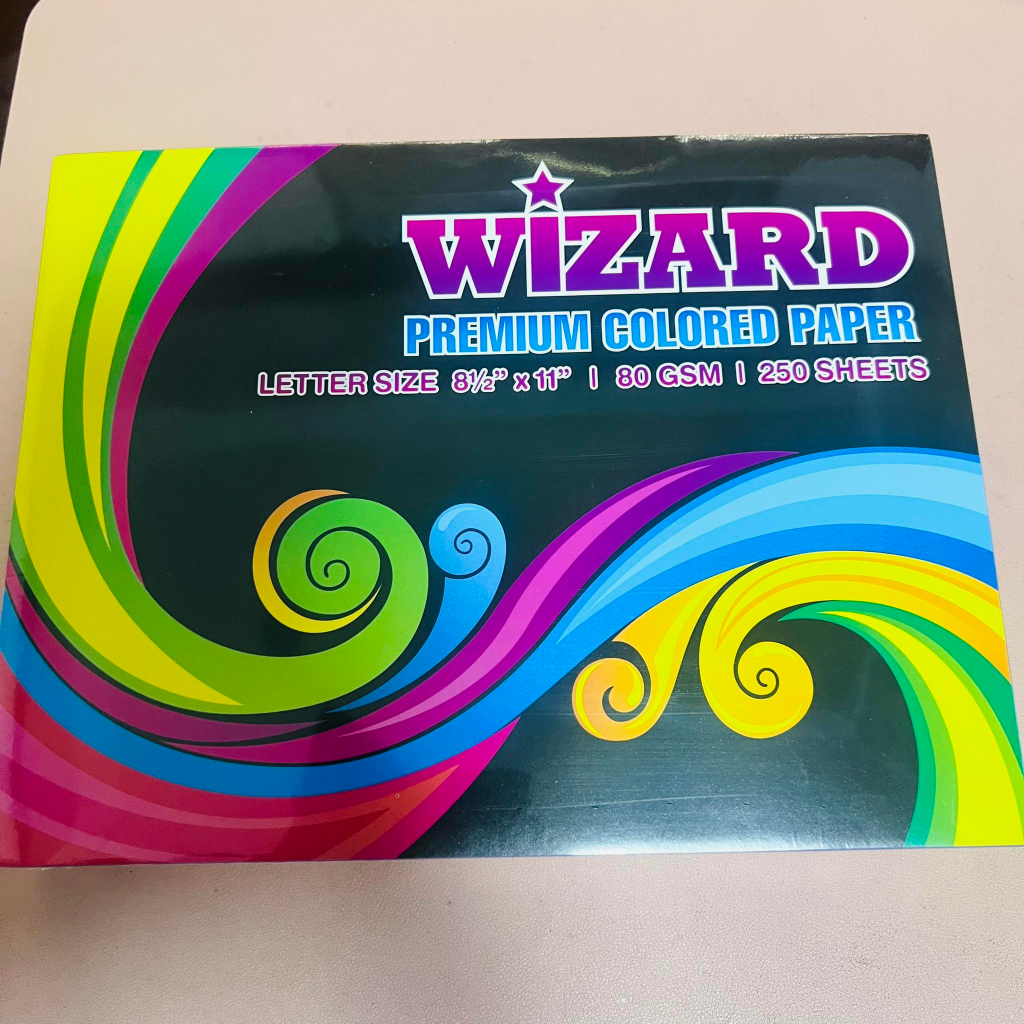 WiZARD
PREMIUM COLORED PAPER
LETTER SIZE 8½” x 11” | 80 GSM | 250 SHEETS